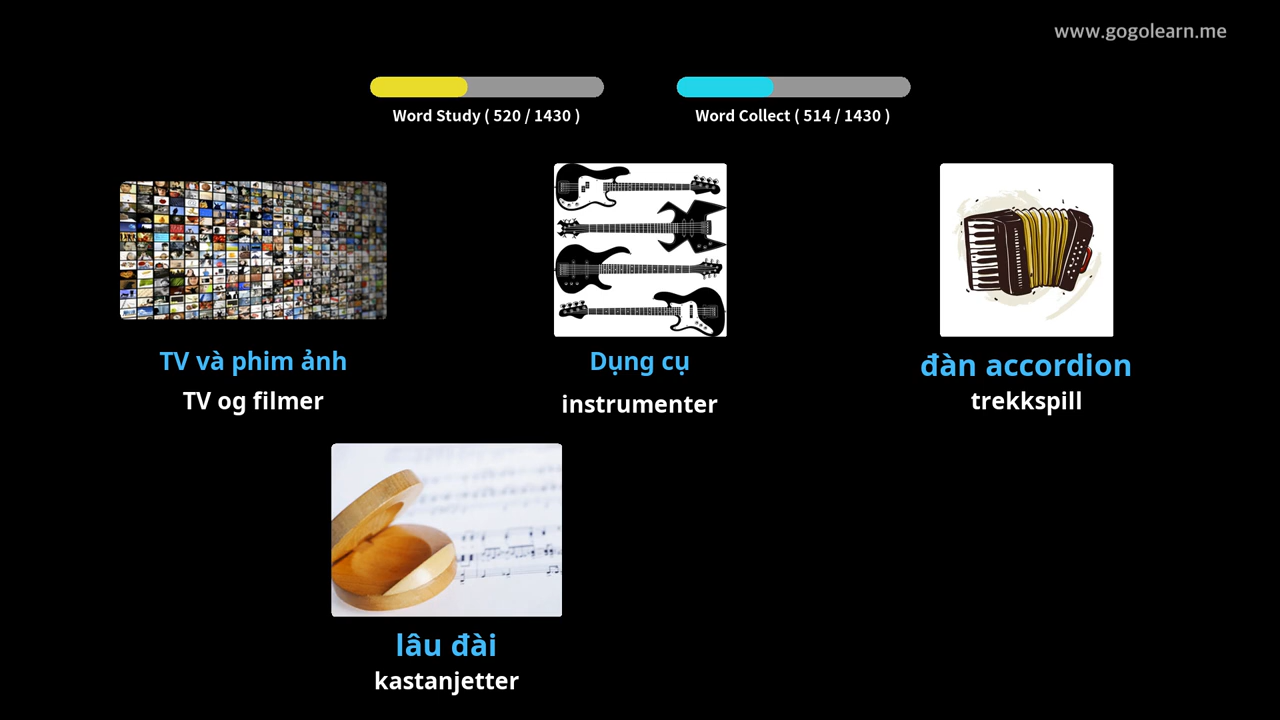 www.gogolearn.me
Word Study ( 520 / 1430 )
Word Collect ( 514 / 1430 )
TV và phim ảnh
TV og filmer
Dụng cụ
instrumenter
đàn accordion
trekkspill
lâu đài
kastanjetter